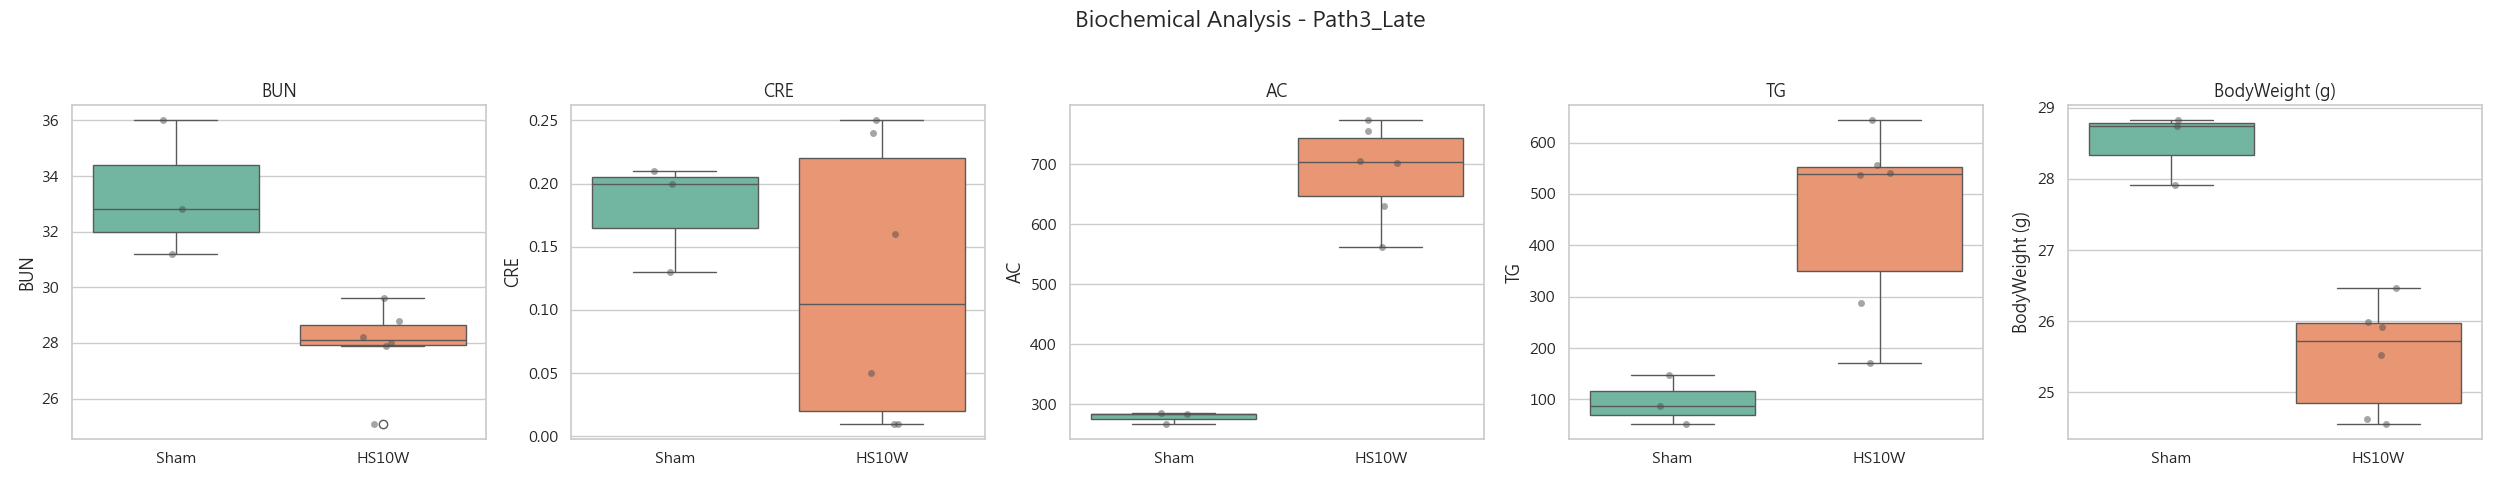 Biochemical Analysis - Path3_Late
BUN
BUN
36
34
32
30
28
26
Sham HS10W
CRE
CRE
0.25
0.20
0.15
0.10
0.05
0.00
Sham HS10W
AC
AC
700
600
500
400
300
Sham HS10W
TG
TG
600
500
400
300
200
100
Sham HS10W
BodyWeight (g)
BodyWeight (g)
29
28
27
26
25
Sham HS10W